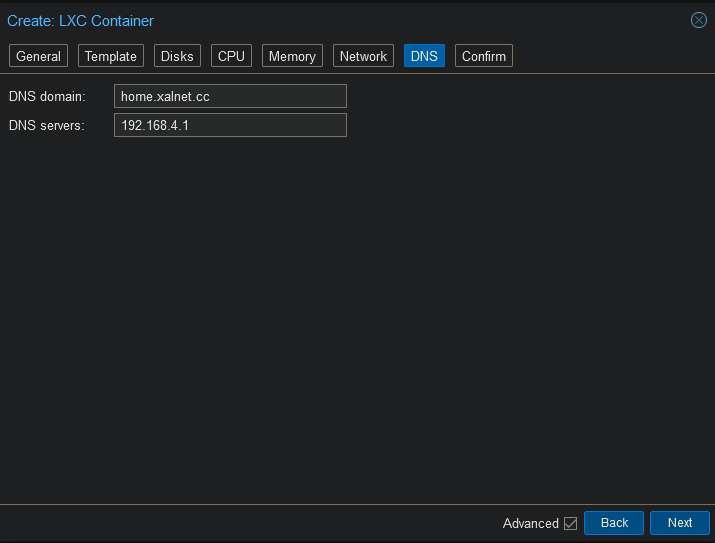 Create: LXC Container
General Template Disks CPU Memory Network DNS Confirm
DNS domain: home.xalnet.cc
DNS servers: 192.168.4.1
Advanced Back Next